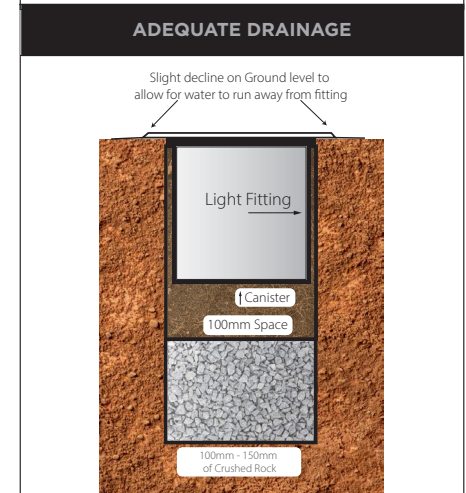 ADEQUATE DRAINAGE
Slight decline on Ground level to
allow for water to run away from fitting
Light Fitting
Canister
100mm Space
100mm - 150mm
of Crushed Rock